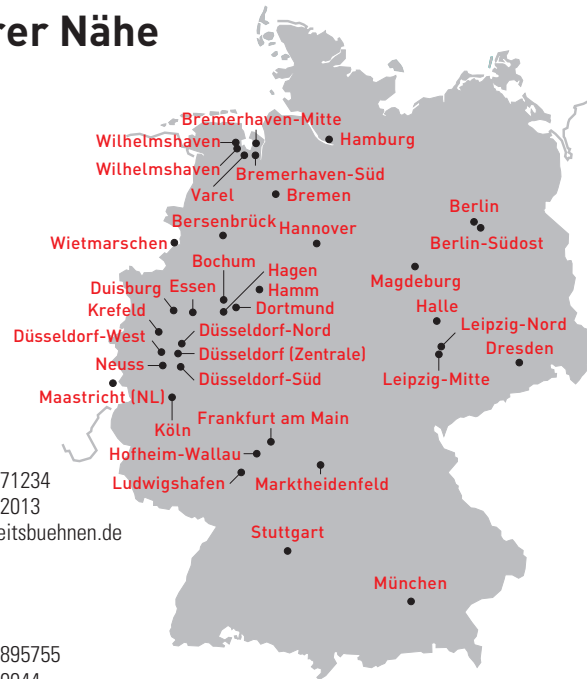 rer Nähe
Bremerhaven-Mitte
Wilhelmshaven
Hamburg
Wilhelmshaven
Bremerhaven-Süd
Varel
Bremen
Berlin
Bersenbrück
Hannover
Wietmarschen
Berlin-Südost
Bochum
Hagen
Magdeburg
Duisburg
Essen
Hamm
Krefeld
Dortmund
Halle
Düsseldorf-West
Düsseldorf-Nord
Leipzig-Nord
Neuss
Düsseldorf (Zentrale)
Dresden
Düsseldorf-Süd
Leipzig-Mitte
Maastricht (NL)
Köln
Frankfurt am Main
Hofheim-Wallau
Ludwigshafen
Marktheidenfeld
71234
2013
eitsbuehnen.de
Stuttgart
München
895755